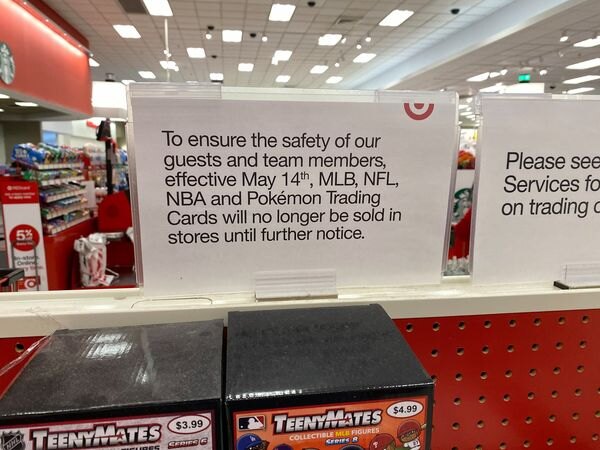 To ensure the safety of our
guests and team members,
effective May 14th, MLB, NFL,
NBA and Pokémon Trading
Cards will no longer be sold in
stores until further notice.
Please see
Services fo
on trading c
5%
TEENYMATES
$3.99
SERIES 6
TEENYMATES
$4.99
COLLECTIBLE MLB FIGURES
SERIES 8